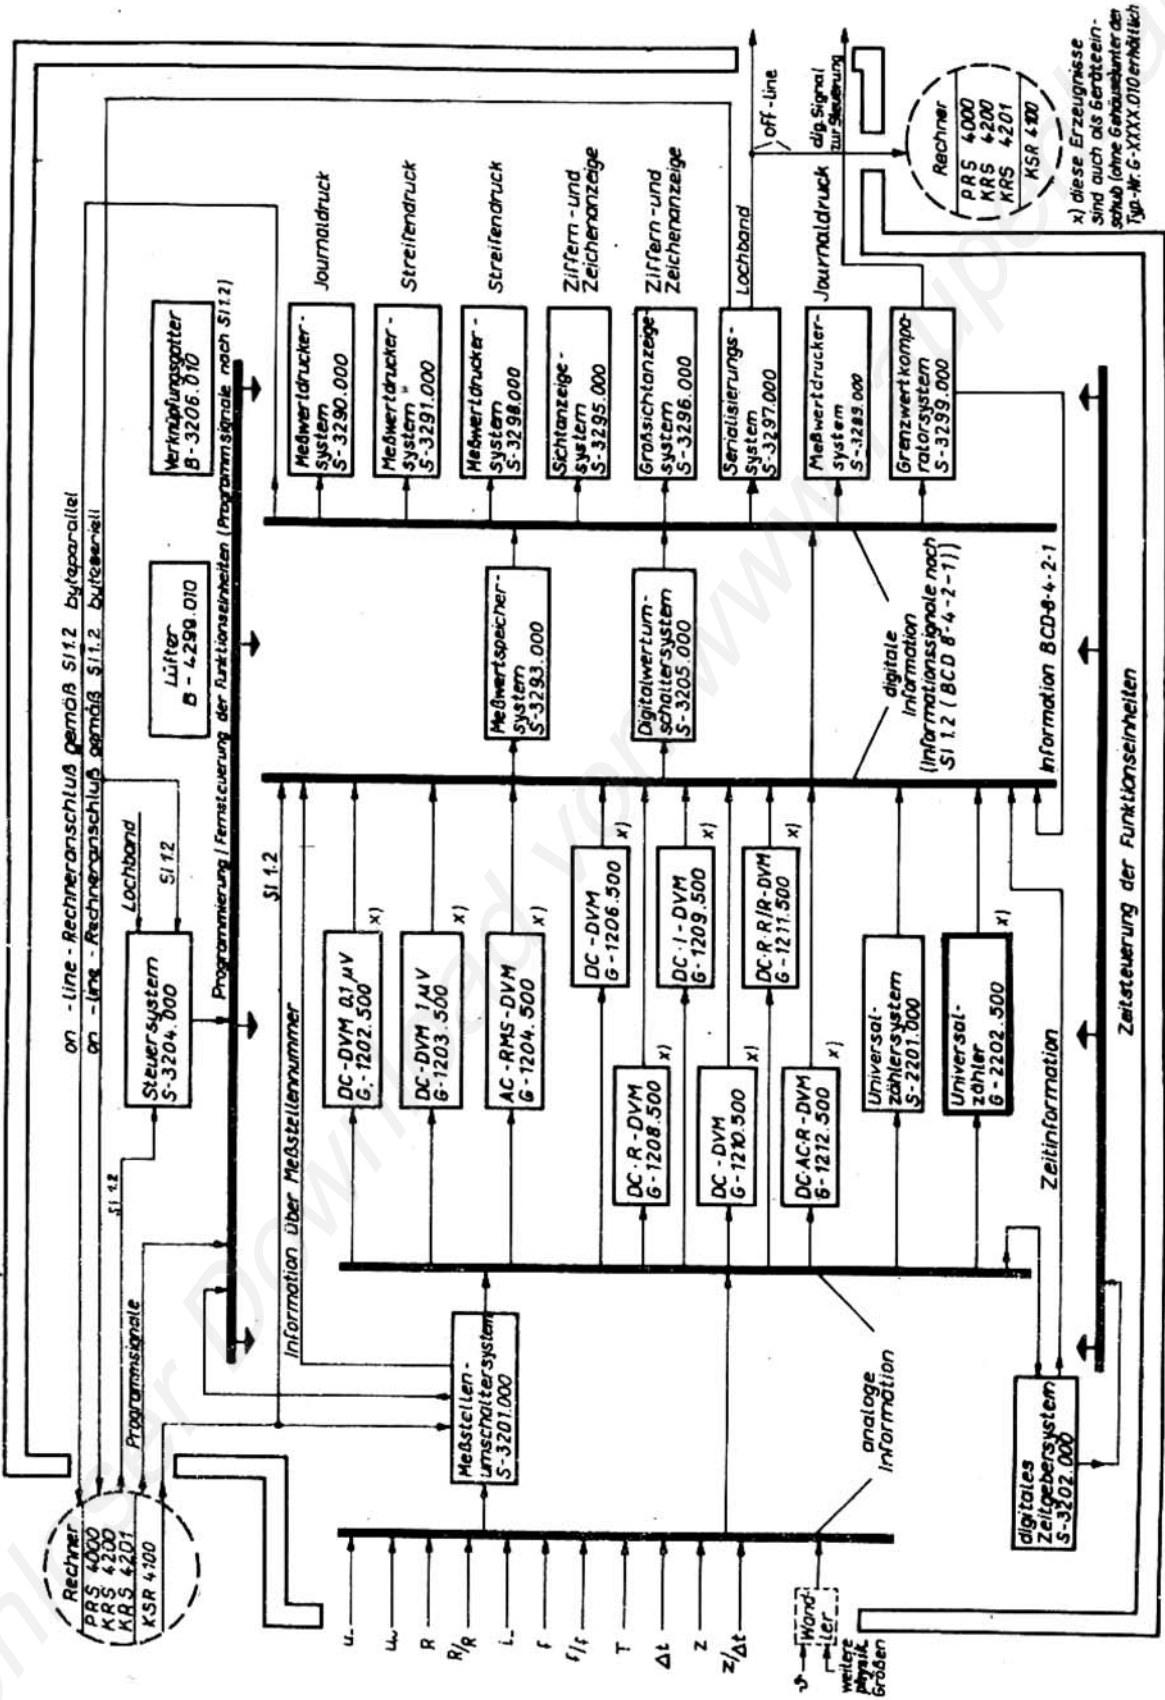 Rechner
PRS 4000
KRS 4200
KRS 4201
KSR 4100
on - line - Rechneranschluß gemäß SI 1.2 byteparallel
on - line - Rechneranschluß gemäß SI 1.2 byteseriell
SI 1.2
Programmsignale
Lochband
SI 1.2
Steuersystem
S-3204.000
Lüfter
B - 4299.010
Verknüpfungsgatter
B - 3206.010
Programmierung (Fernsteuerung der Funktionseinheiten (Programmsignale nach SI 1.2)
SI 1.2
Information über Meßstellennummer
u_
u~
R
R/R
i_
f
f/f
T
Δt
z
z/Δt
ϑ
Wand-
ler
weitere
physik.
Größen
Meßstellen-
umschaltersystem
S-3201.000
analoge
Information
digitales
Zeitgebersystem
S-3202.000
DC-DVM 0,1 µV
G-1202.500
x)
DC-DVM 1 µV
G-1203.500
x)
AC-RMS-DVM
G-1204.500
x)
DC-DVM
G-1206.500
x)
DC-R-DVM
G-1208.500
x)
DC-I-DVM
G-1209.500
x)
DC-DVM
G-1210.500
x)
DC-R-R/R-DVM
G-1211.500
x)
DC-AC-R-DVM
G-1212.500
x)
Universal-
zählersystem
S-2201.000
Universal-
zähler
G-2202.500
x)
Zeitinformation
Meßwertspeicher-
system
S-3293.000
Digitalwertum-
schaltersystem
S-3205.000
digitale
Information
(Informationssignale nach
SI 1.2 (BCD 8-4-2-1))
Information BCD-8-4-2-1
Zeitsteuerung der Funktionseinheiten
Meßwertdrucker-
system
S-3290.000
Journaldruck
Meßwertdrucker-
system
S-3291.000
Streifendruck
Meßwertdrucker-
system
S-3298.000
Streifendruck
Sichtanzeige-
system
S-3295.000
Ziffern-und
Zeichenanzeige
Großsichtanzeige-
system
S-3296.000
Ziffern-und
Zeichenanzeige
Serialisierungs-
system
S-3297.000
Lochband
Meßwertdrucker-
system
S-3289.000
Journaldruck
Grenzwertkompa-
ratorsystem
S-3299.000
off-line
dig. Signal
zur Steuerung
Rechner
PRS 4000
KRS 4200
KRS 4201
KSR 4100
x) diese Erzeugnisse
sind auch als Geräteein-
schub (ohne Gehäuse) unter der
Typ-Nr. G-XXXX.010 erhältlich